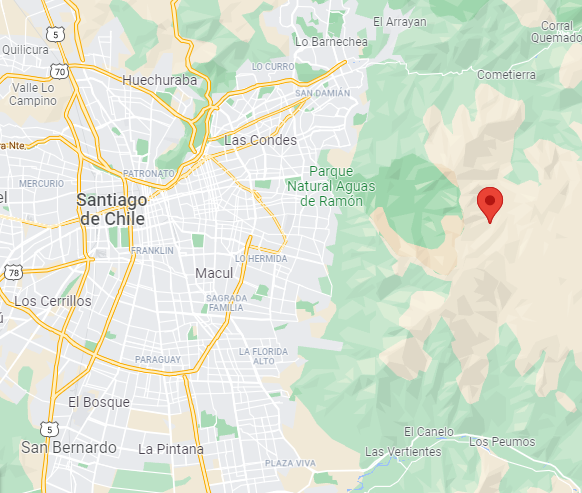 El Arrayan
Corral
Quemado
5
Quilicura
Lo Barnechea
70
Huechuraba
LO CURRO
Cometierra
Valle Lo
Campino
SAN DAMIÁN
Las Condes
Nte...
PATRONATO
Parque
Natural Aguas
de Ramón
MERCURIO
Santiago
de Chile
FRANKLIN
LO HERMIDA
78
Macul
Los Cerrillos
SAGRADA
FAMILIA
PARAGUAY
LA FLORIDA
ALTO
El Bosque
5
San Bernardo
La Pintana
El Canelo
Los Peumos
Las Vertientes
PLAZA VIVA